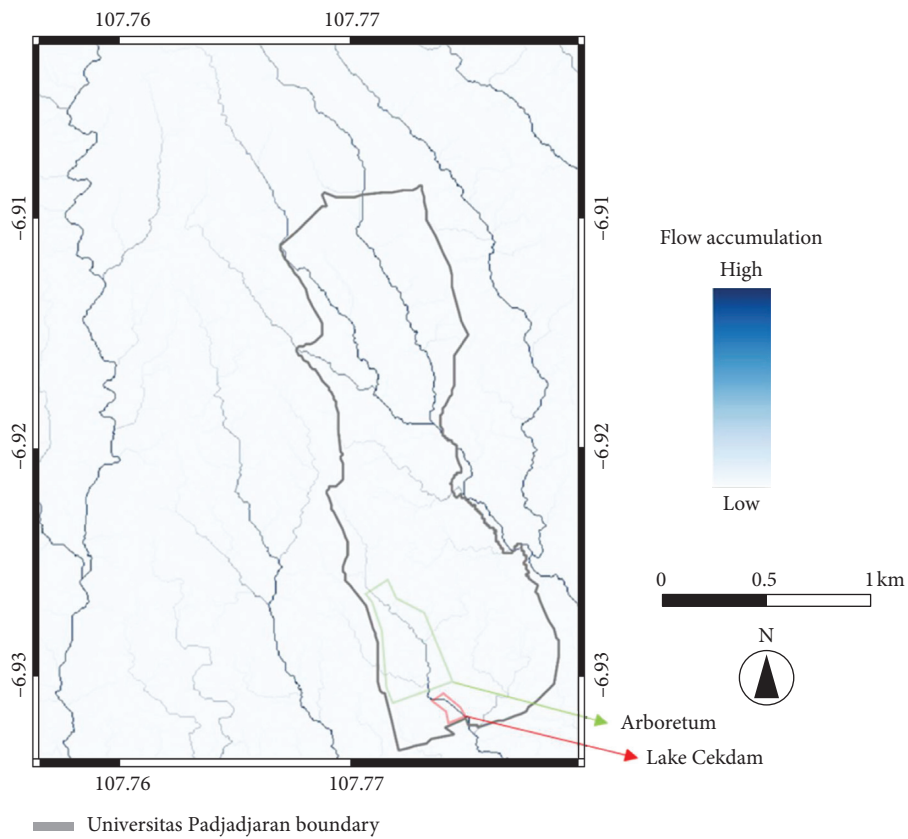 107.76 107.77
−6.91 −6.91
Flow accumulation
High
−6.92 −6.92
Low
0 0.5 1 km
N
−6.93 −6.93
Arboretum
Lake Cekdam
107.76 107.77
Universitas Padjadjaran boundary